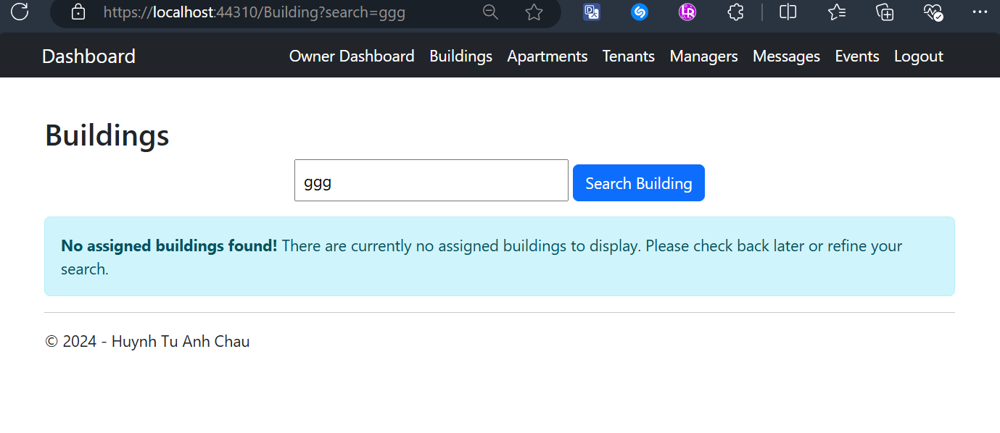 https://localhost:44310/Building?search=ggg
Dashboard Owner Dashboard Buildings Apartments Tenants Managers Messages Events Logout
Buildings
ggg Search Building
No assigned buildings found! There are currently no assigned buildings to display. Please check back later or refine your
search.
© 2024 - Huynh Tu Anh Chau